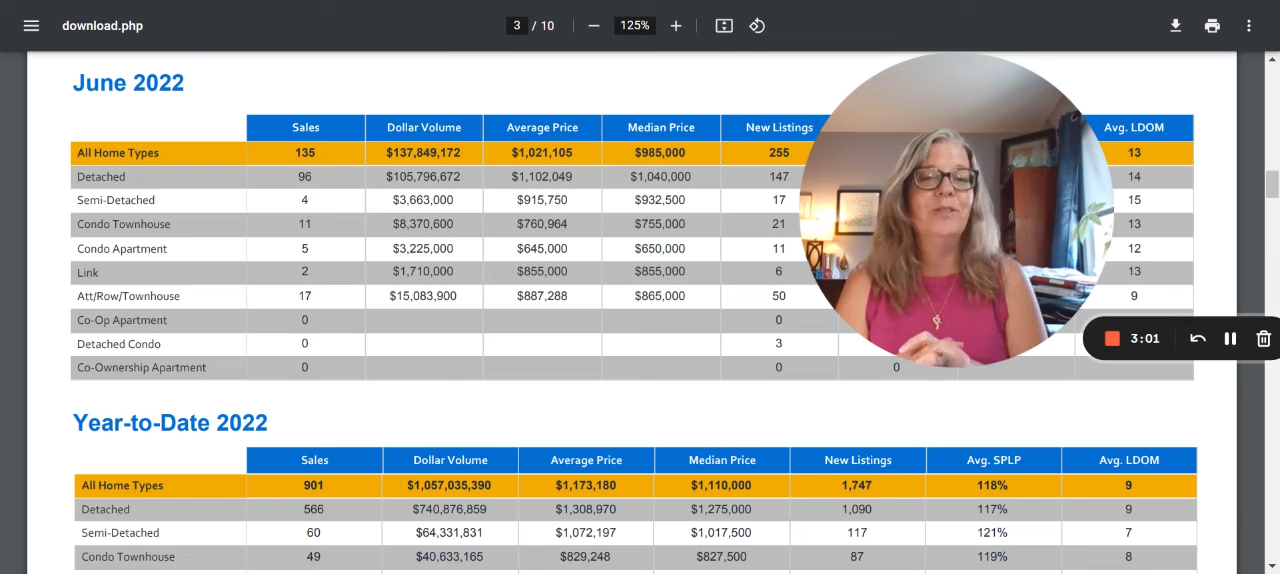 download.php 3 / 10 125%
June 2022
Sales Dollar Volume Average Price Median Price New Listings Avg. LDOM
All Home Types 135 $137,849,172 $1,021,105 $985,000 255 13
Detached 96 $105,796,672 $1,102,049 $1,040,000 147 14
Semi-Detached 4 $3,663,000 $915,750 $932,500 17 15
Condo Townhouse 11 $8,370,600 $760,964 $755,000 21 13
Condo Apartment 5 $3,225,000 $645,000 $650,000 11 12
Link 2 $1,710,000 $855,000 $855,000 6 13
Att/Row/Townhouse 17 $15,083,900 $887,288 $865,000 50 9
Co-Op Apartment 0 0
3:01
Detached Condo 0 3
Co-Ownership Apartment 0 0 0
Year-to-Date 2022
Sales Dollar Volume Average Price Median Price New Listings Avg. SPLP Avg. LDOM
All Home Types 901 $1,057,035,390 $1,173,180 $1,110,000 1,747 118% 9
Detached 566 $740,876,859 $1,308,970 $1,275,000 1,090 117% 9
Semi-Detached 60 $64,331,831 $1,072,197 $1,017,500 117 121% 7
Condo Townhouse 49 $40,633,165 $829,248 $827,500 87 119% 8